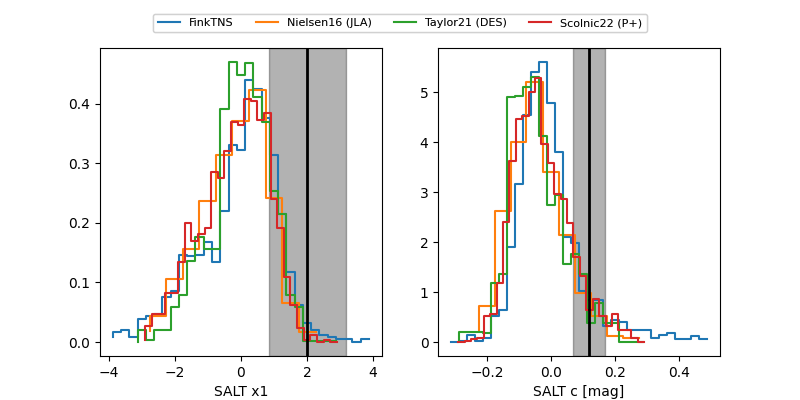 FinkTNS Nielsen16 (JLA) Taylor21 (DES) Scolnic22 (P+)
0.4
0.3
0.2
0.1
0.0
−4 −2 0 2 4
SALT x1
5
4
3
2
1
0
−0.2 0.0 0.2 0.4
SALT c [mag]